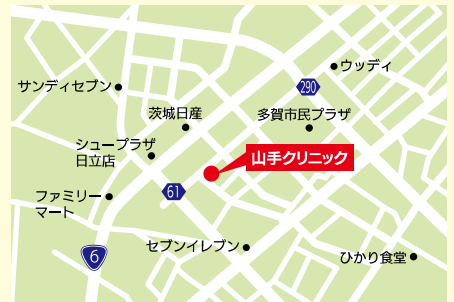 ウッディ
サンディセブン
290
茨城日産
多賀市民プラザ
シュープラザ
日立店
山手クリニック
61
ファミリー
マート
セブンイレブン
6
ひかり食堂